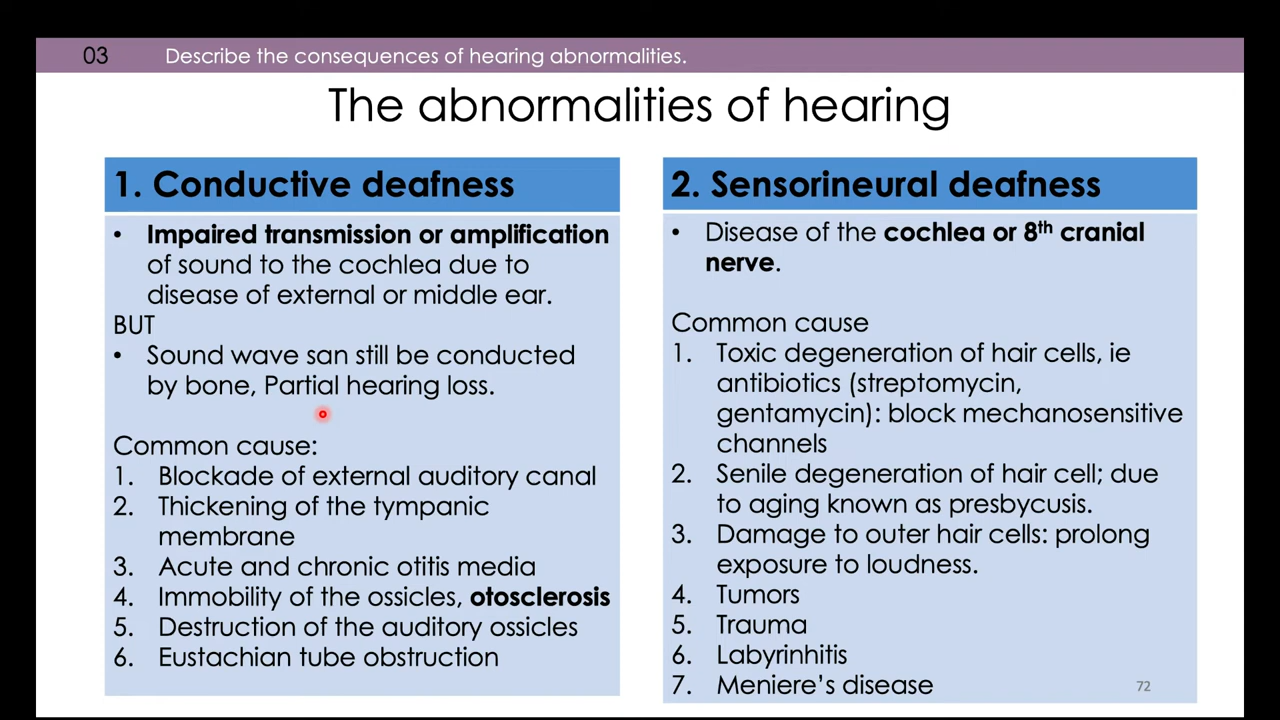 03
Describe the consequences of hearing abnormalities.
The abnormalities of hearing
1. Conductive deafness
• Impaired transmission or amplification
of sound to the cochlea due to
disease of external or middle ear.
BUT
• Sound wave san still be conducted
by bone, Partial hearing loss.
Common cause:
1. Blockade of external auditory canal
2. Thickening of the tympanic
membrane
3. Acute and chronic otitis media
4. Immobility of the ossicles, otosclerosis
5. Destruction of the auditory ossicles
6. Eustachian tube obstruction
2. Sensorineural deafness
• Disease of the cochlea or 8th cranial
nerve.
Common cause
1. Toxic degeneration of hair cells, ie
antibiotics (streptomycin,
gentamycin): block mechanosensitive
channels
2. Senile degeneration of hair cell; due
to aging known as presbycusis.
3. Damage to outer hair cells: prolong
exposure to loudness.
4. Tumors
5. Trauma
6. Labyrinhitis
7. Meniere’s disease
72